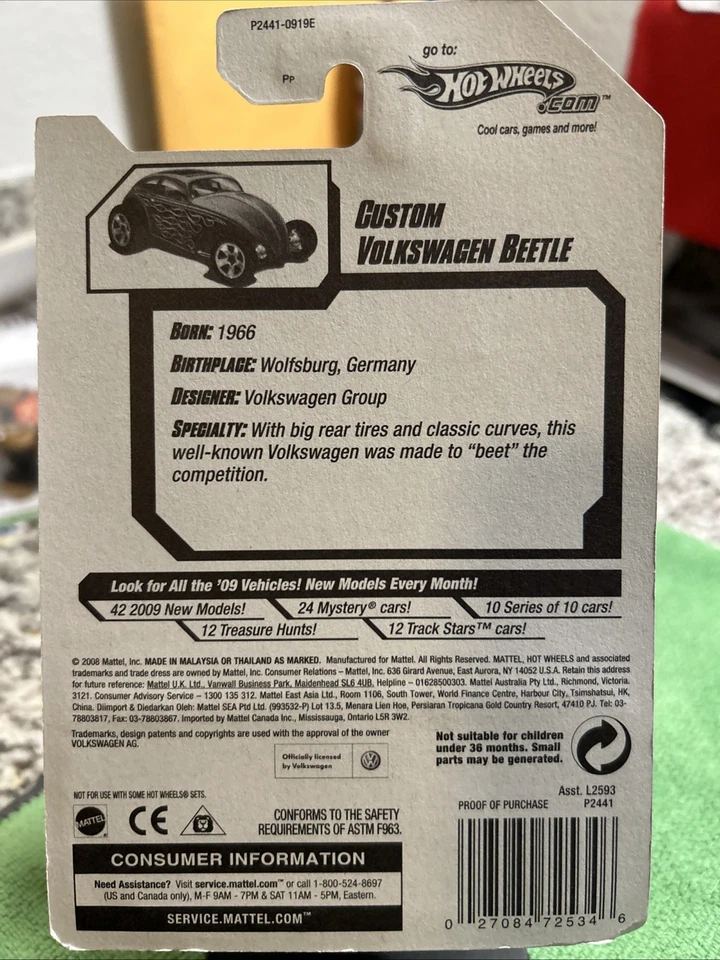 P2441-0919E
PP
go to:
HOT WHEELS
.COM™
Cool cars, games and more!
CUSTOM
VOLKSWAGEN BEETLE
BORN: 1966
BIRTHPLACE: Wolfsburg, Germany
DESIGNER: Volkswagen Group
SPECIALTY: With big rear tires and classic curves, this
well-known Volkswagen was made to “beet” the
competition.
Look for All the ’09 Vehicles! New Models Every Month!
42 2009 New Models! 24 Mystery® cars! 10 Series of 10 cars!
12 Treasure Hunts! 12 Track Stars™ cars!
© 2008 Mattel, Inc. MADE IN MALAYSIA OR THAILAND AS MARKED. Manufactured for Mattel. All Rights Reserved. MATTEL, HOT WHEELS and associated
trademarks and trade dress are owned by Mattel, Inc. Consumer Relations – Mattel, Inc. 636 Girard Avenue, East Aurora, NY 14052 U.S.A. Retain this address
for future reference: Mattel U.K. Ltd., Vanwall Business Park, Maidenhead SL6 4UB. Helpline – 01628500303. Mattel Australia Pty Ltd., Richmond, Victoria.
3121. Consumer Advisory Service – 1300 135 312. Mattel East Asia Ltd., Room 1106, South Tower, World Finance Centre, Harbour City, Tsimshatsui, HK,
China. Diimport & Diedarkan Oleh: Mattel SEA Ptd Ltd. (993532-P) Lot 13.5, Menara Lien Hoe, Persiaran Tropicana Golf Country Resort, 47410 PJ. Tel: 03-
78803817, Fax: 03-78803867. Imported by Mattel Canada Inc., Mississauga, Ontario L5R 3W2.
Trademarks, design patents and copyrights are used with the approval of the owner
VOLKSWAGEN AG.
Officially licensed
by Volkswagen
Not suitable for children
under 36 months. Small
parts may be generated.
NOT FOR USE WITH SOME HOT WHEELS® SETS.
MATTEL
CE
CONFORMS TO THE SAFETY
REQUIREMENTS OF ASTM F963.
Asst. L2593
PROOF OF PURCHASE P2441
CONSUMER INFORMATION
Need Assistance? Visit service.mattel.com™ or call 1-800-524-8697
(US and Canada only), M-F 9AM - 7PM & SAT 11AM - 5PM, Eastern.
SERVICE.MATTEL.COM™
0 27084 72534 6